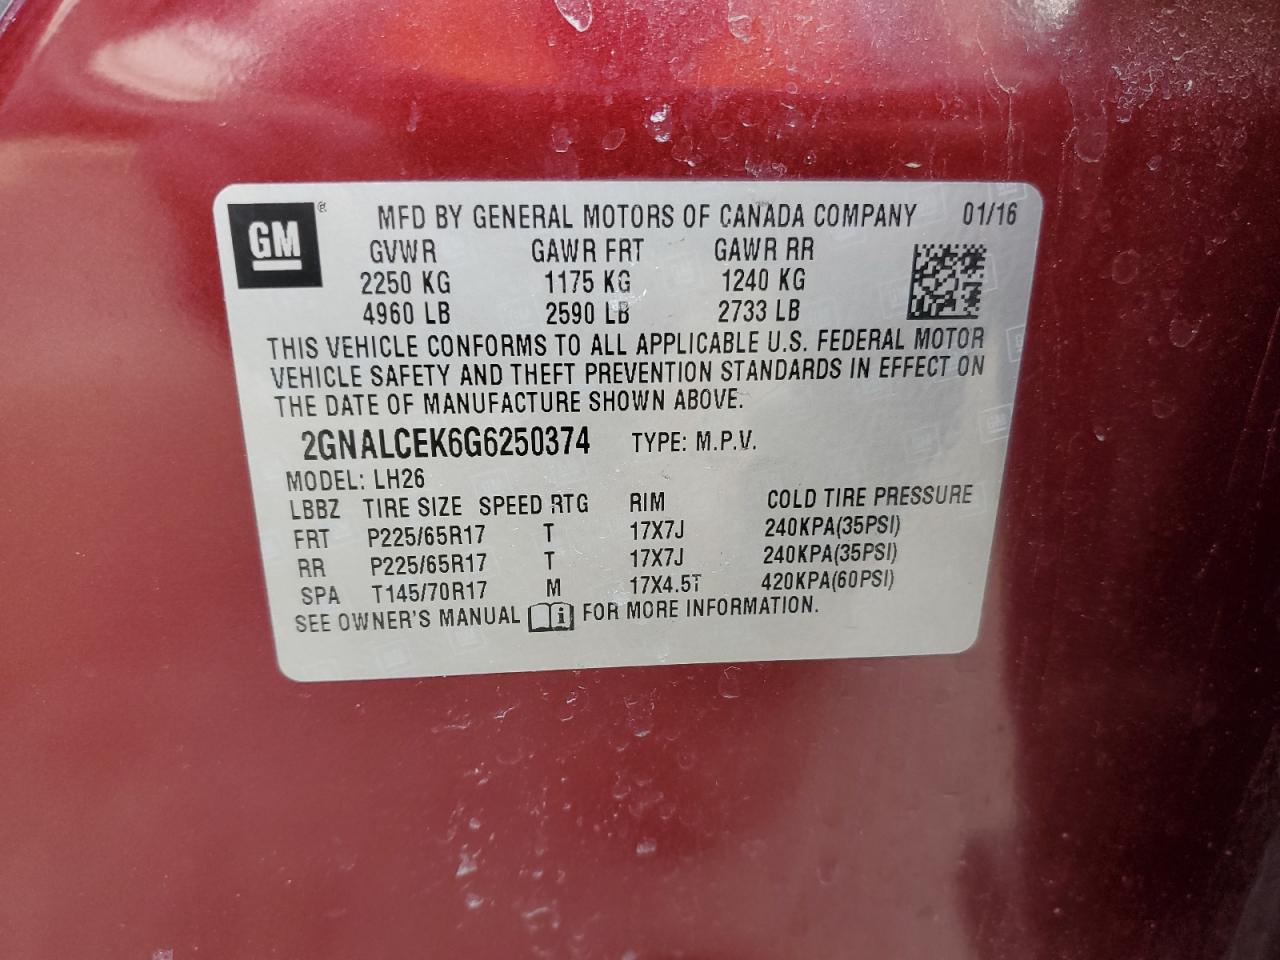 GM ® MFD BY GENERAL MOTORS OF CANADA COMPANY 01/16
GVWR GAWR FRT GAWR RR
2250 KG 1175 KG 1240 KG
4960 LB 2590 LB 2733 LB
THIS VEHICLE CONFORMS TO ALL APPLICABLE U.S. FEDERAL MOTOR
VEHICLE SAFETY AND THEFT PREVENTION STANDARDS IN EFFECT ON
THE DATE OF MANUFACTURE SHOWN ABOVE.
2GNALCEK6G6250374 TYPE: M.P.V.
MODEL: LH26
LBBZ TIRE SIZE SPEED RTG RIM COLD TIRE PRESSURE
FRT P225/65R17 T 17X7J 240KPA(35PSI)
RR P225/65R17 T 17X7J 240KPA(35PSI)
SPA T145/70R17 M 17X4.5T 420KPA(60PSI)
SEE OWNER'S MANUAL i FOR MORE INFORMATION.